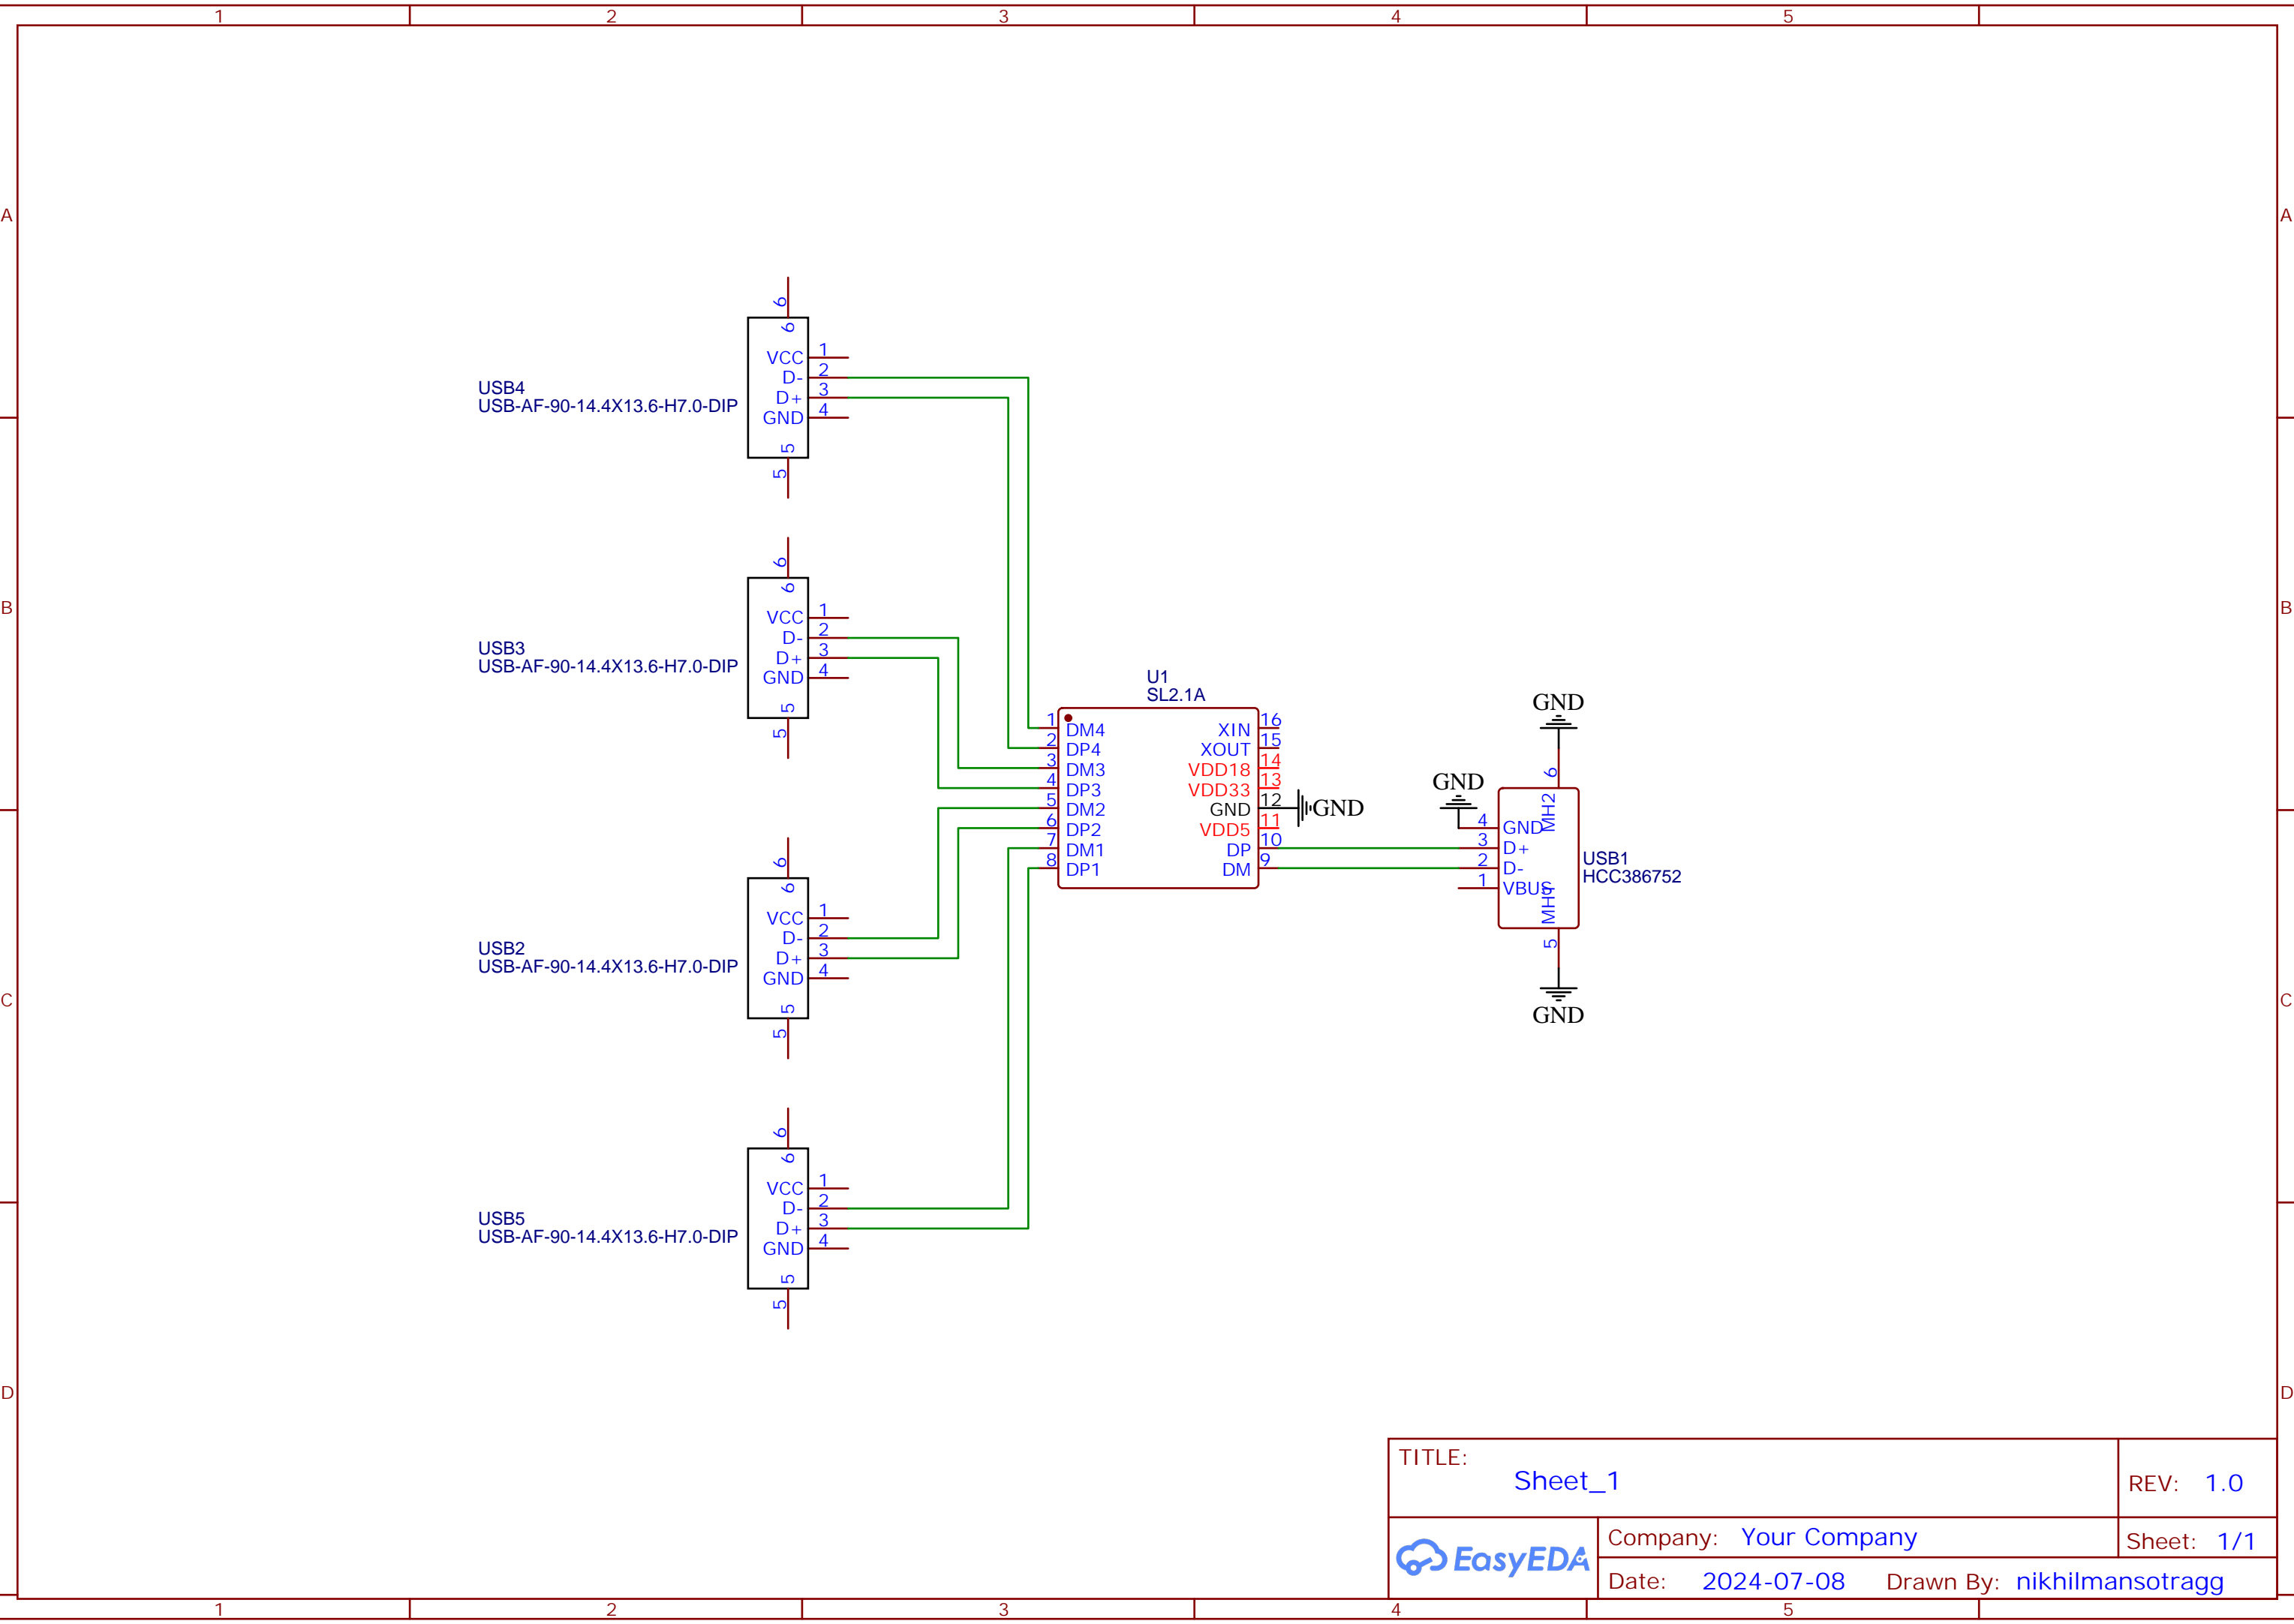 1 2 3 4 5
A A
6
6
VCC 1
D- 2
D+ 3
GND 4
5
5
USB4
USB-AF-90-14.4X13.6-H7.0-DIP
B B
6
6
VCC 1
D- 2
D+ 3
GND 4
5
5
USB3
USB-AF-90-14.4X13.6-H7.0-DIP
U1
SL2.1A
1 DM4 XIN 16
2 DP4 XOUT 15
3 DM3 VDD18 14
4 DP3 VDD33 13
5 DM2 GND 12 GND
6 DP2 VDD5 11
7 DM1 DP 10
8 DP1 DM 9
GND
6
MH2
GND
4 GND
3 D+
2 D-
1 VBUS
MH1
5
GND
USB1
HCC386752
6
6
VCC 1
D- 2
D+ 3
GND 4
5
5
USB2
USB-AF-90-14.4X13.6-H7.0-DIP
C C
6
6
VCC 1
D- 2
D+ 3
GND 4
5
5
USB5
USB-AF-90-14.4X13.6-H7.0-DIP
D D
TITLE:
Sheet_1
REV: 1.0
EasyEDA
Company: Your Company
Sheet: 1/1
Date: 2024-07-08 Drawn By: nikhilmansotragg
1 2 3 4 5